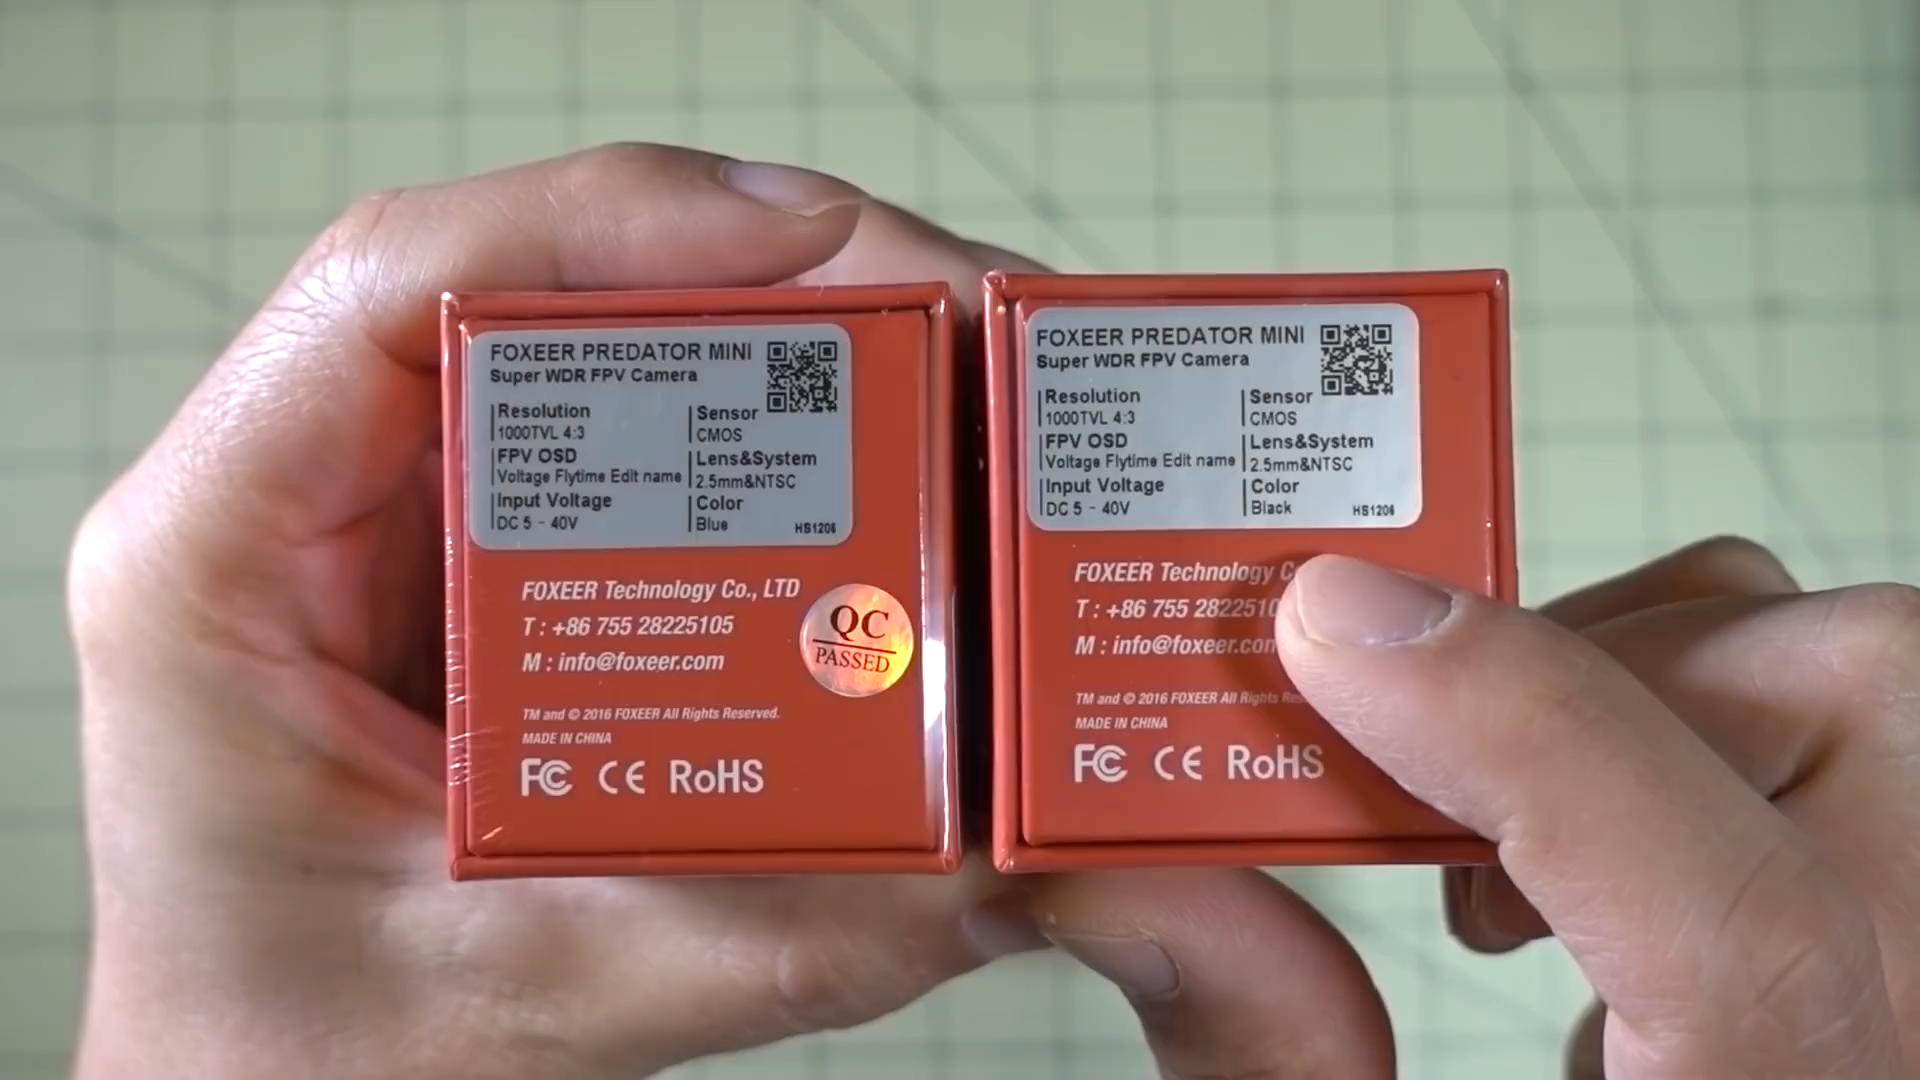 FOXEER PREDATOR MINI
Super WDR FPV Camera
Resolution
1000TVL 4:3
FPV OSD
Voltage Flytime Edit name
Input Voltage
DC 5 - 40V
Sensor
CMOS
Lens&System
2.5mm&NTSC
Color
Blue
HS1206
FOXEER Technology Co., LTD
T : +86 755 28225105
M : info@foxeer.com
QC
PASSED
TM and © 2016 FOXEER All Rights Reserved.
MADE IN CHINA
FC CE RoHS
FOXEER PREDATOR MINI
Super WDR FPV Camera
Resolution
1000TVL 4:3
FPV OSD
Voltage Flytime Edit name
Input Voltage
DC 5 - 40V
Sensor
CMOS
Lens&System
2.5mm&NTSC
Color
Black
HS1206
FOXEER Technology
T : +86 755 2822510
M : info@foxeer.com
TM and © 2016 FOXEER All Rights
MADE IN CHINA
FC CE RoHS